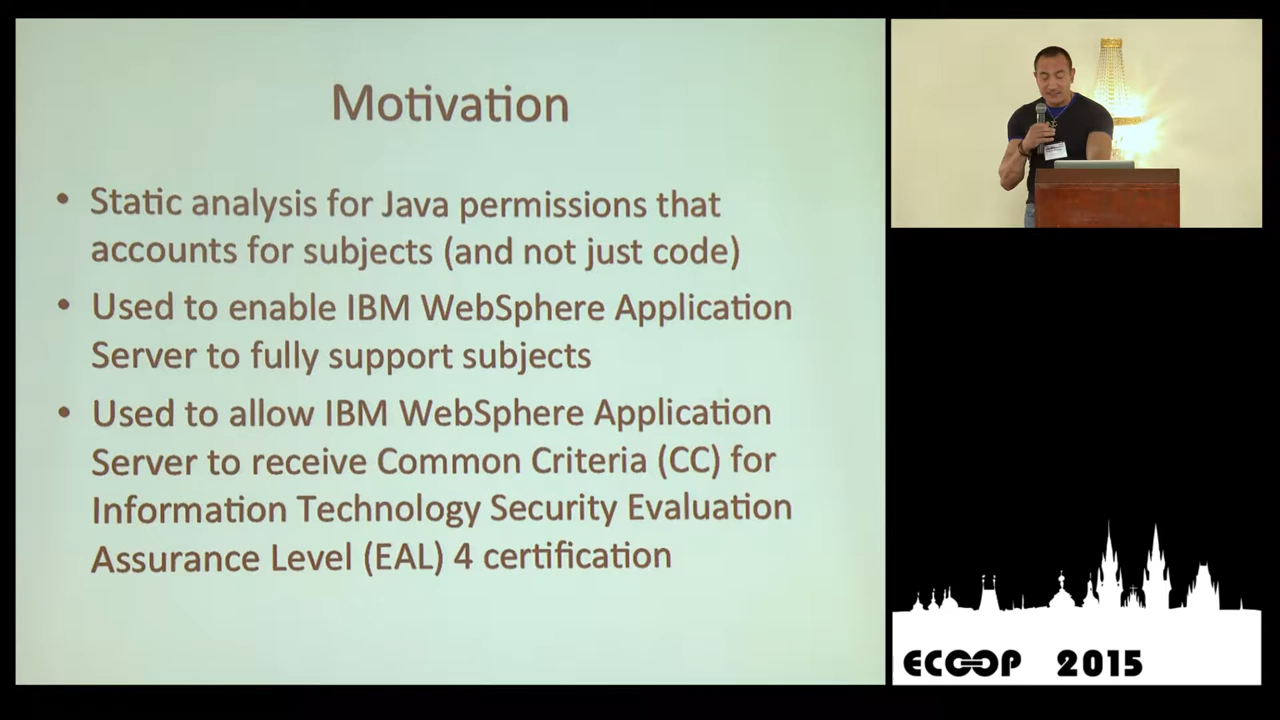 Motivation
• Static analysis for Java permissions that
accounts for subjects (and not just code)
• Used to enable IBM WebSphere Application
Server to fully support subjects
• Used to allow IBM WebSphere Application
Server to receive Common Criteria (CC) for
Information Technology Security Evaluation
Assurance Level (EAL) 4 certification
ECOOP 2015